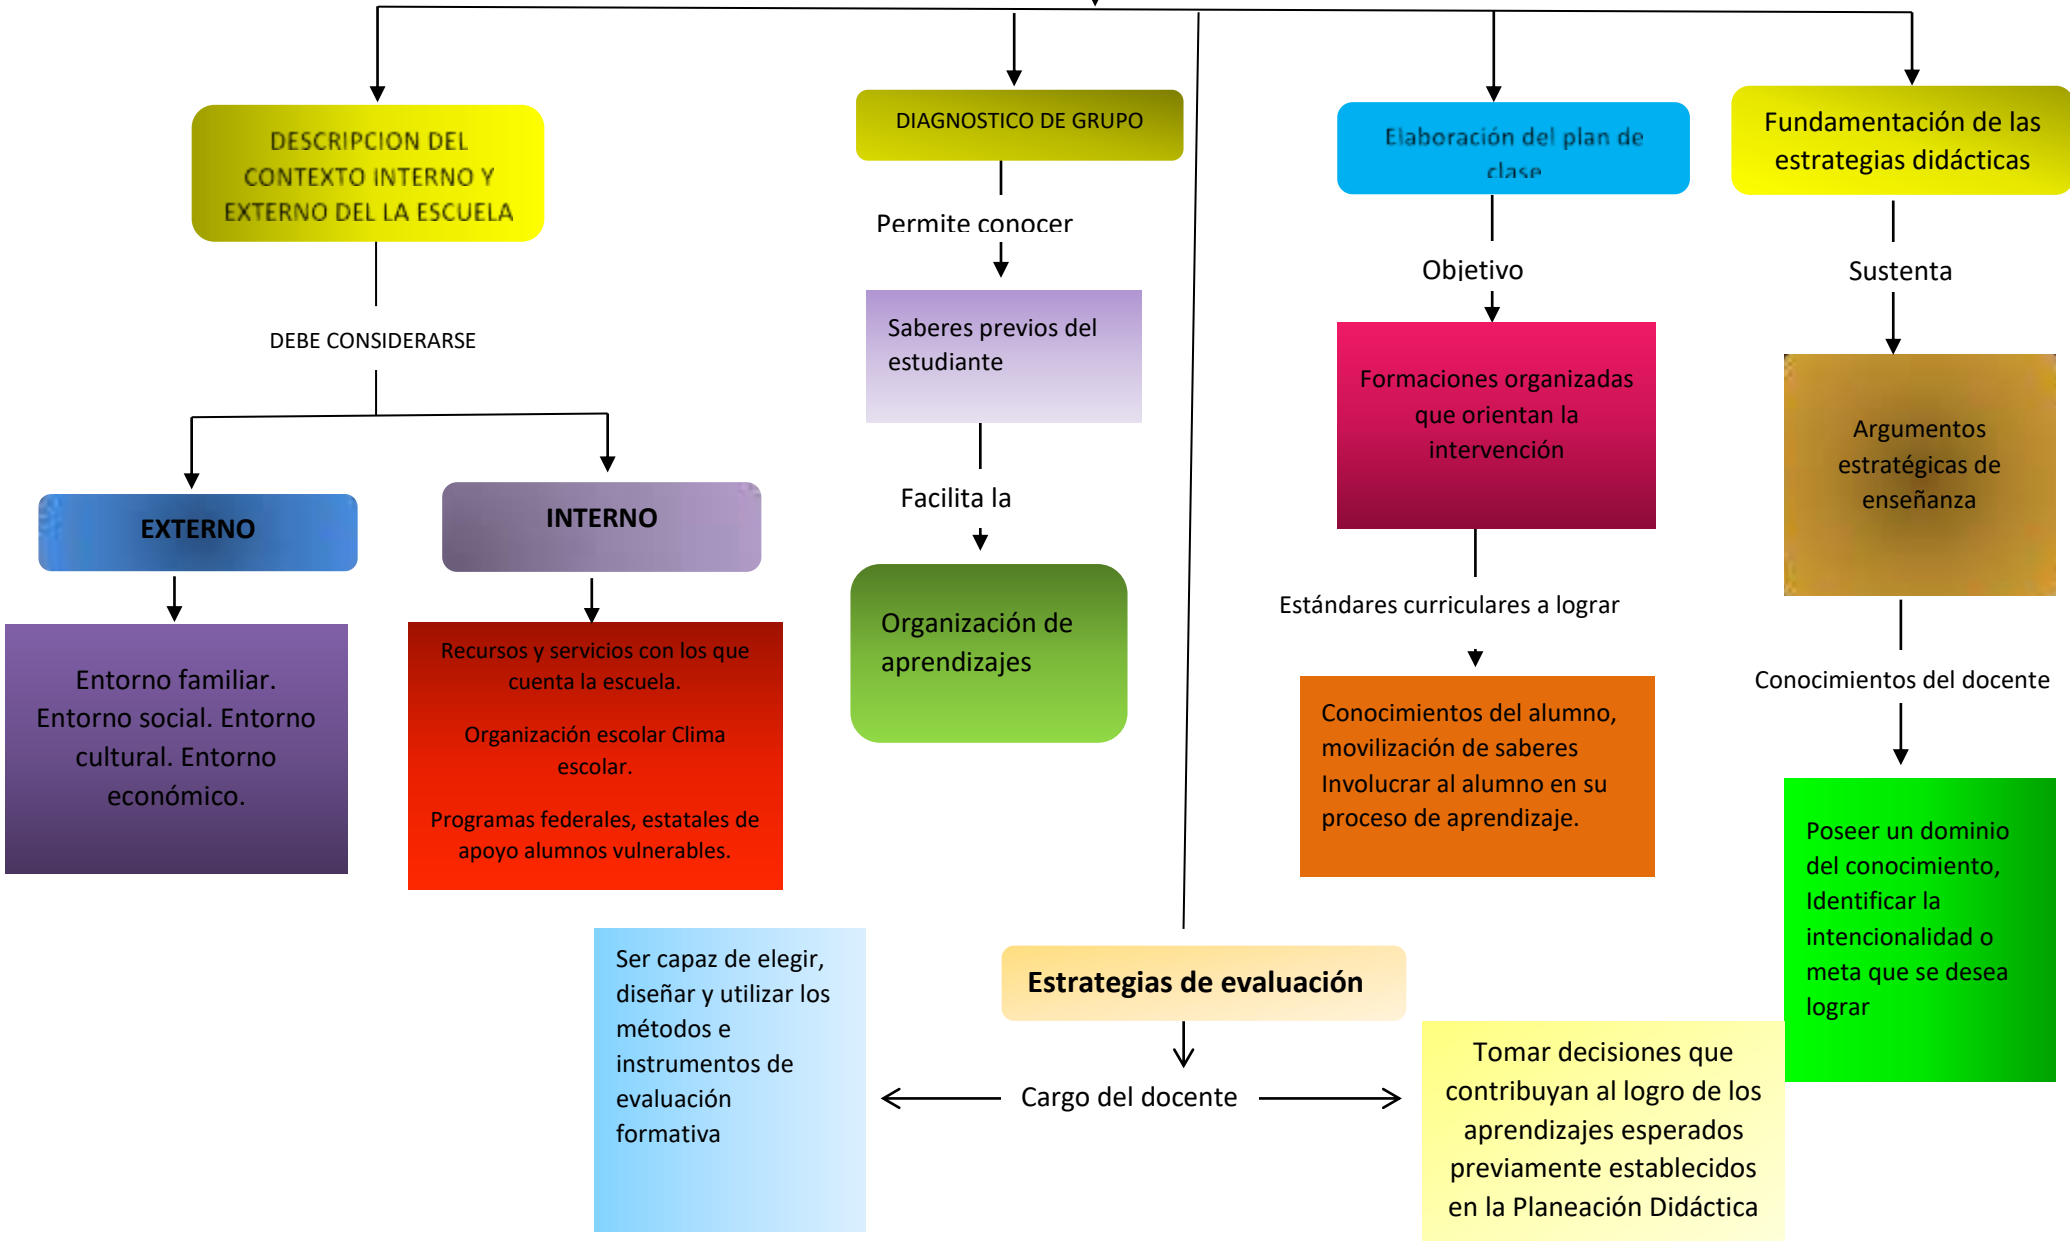 DESCRIPCION DEL
CONTEXTO INTERNO Y
EXTERNO DEL LA ESCUELA
DEBE CONSIDERARSE
EXTERNO
Entorno familiar.
Entorno social. Entorno
cultural. Entorno
económico.
INTERNO
Recursos y servicios con los que
cuenta la escuela.
Organización escolar Clima
escolar.
Programas federales, estatales de
apoyo alumnos vulnerables.
DIAGNOSTICO DE GRUPO
Permite conocer
Saberes previos del
estudiante
Facilita la
Organización de
aprendizajes
Elaboración del plan de
clase
Objetivo
Formaciones organizadas
que orientan la
intervención
Estándares curriculares a lograr
Conocimientos del alumno,
movilización de saberes
Involucrar al alumno en su
proceso de aprendizaje.
Fundamentación de las
estrategias didácticas
Sustenta
Argumentos
estratégicas de
enseñanza
Conocimientos del docente
Poseer un dominio
del conocimiento,
Identificar la
intencionalidad o
meta que se desea
lograr
Estrategias de evaluación
Cargo del docente
Ser capaz de elegir,
diseñar y utilizar los
métodos e
instrumentos de
evaluación
formativa
Tomar decisiones que
contribuyan al logro de los
aprendizajes esperados
previamente establecidos
en la Planeación Didáctica